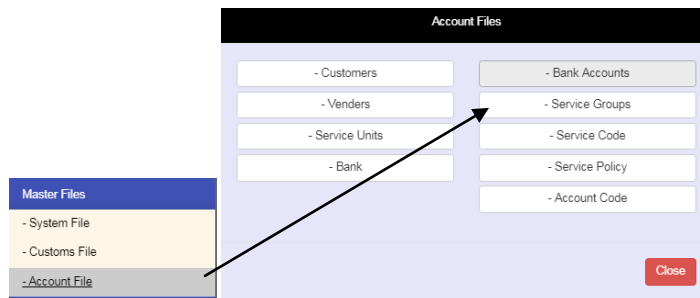 Account Files
- Customers
- Bank Accounts
- Venders
- Service Groups
- Service Units
- Service Code
- Bank
- Service Policy
- Account Code
Close
Master Files
- System File
- Customs File
- Account File